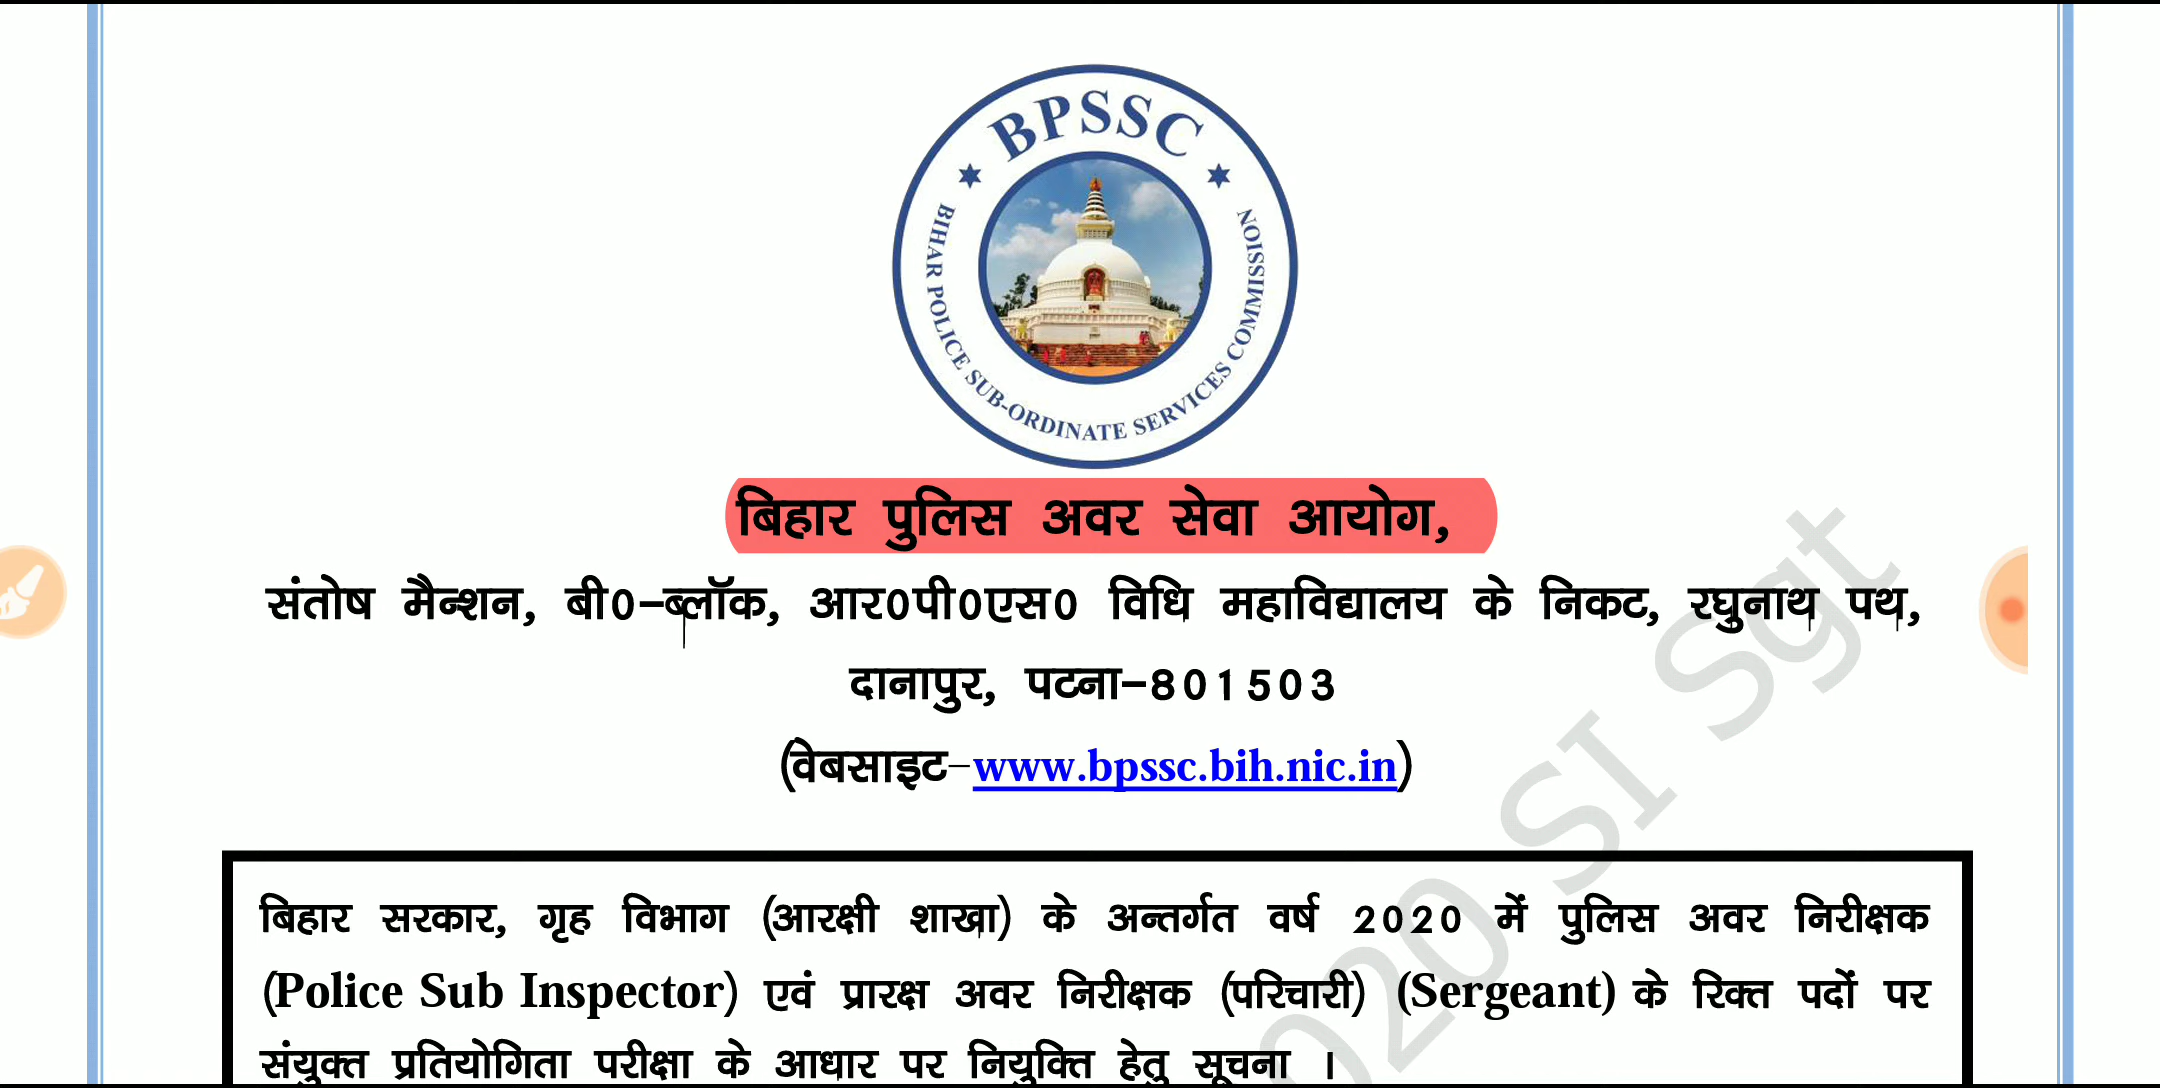 BPSSC
BIHAR POLICE SUB-ORDINATE SERVICES COMMISSION
बिहार पुलिस अवर सेवा आयोग,
संतोष मैन्शन, बी0-ब्लॉक, आर0पी0एस0 विधि महाविद्यालय के निकट, रघुनाथ पथ,
दानापुर, पटना-801503
(वेबसाइट-www.bpssc.bih.nic.in)
बिहार सरकार, गृह विभाग (आरक्षी शाखा) के अन्तर्गत वर्ष 2020 में पुलिस अवर निरीक्षक
(Police Sub Inspector) एवं प्रारक्ष अवर निरीक्षक (परिचारी) (Sergeant) के रिक्त पदों पर
संयुक्त प्रतियोगिता परीक्षा के आधार पर नियुक्ति हेतु सूचना ।
020 SI Sgt